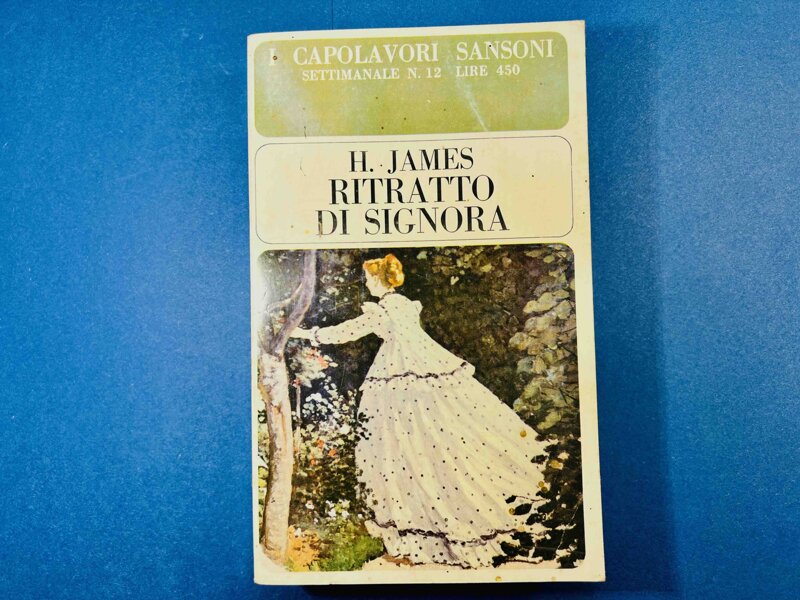 I CAPOLAVORI SANSONI
SETTIMANALE N. 12 LIRE 450
H. JAMES
RITRATTO
DI SIGNORA